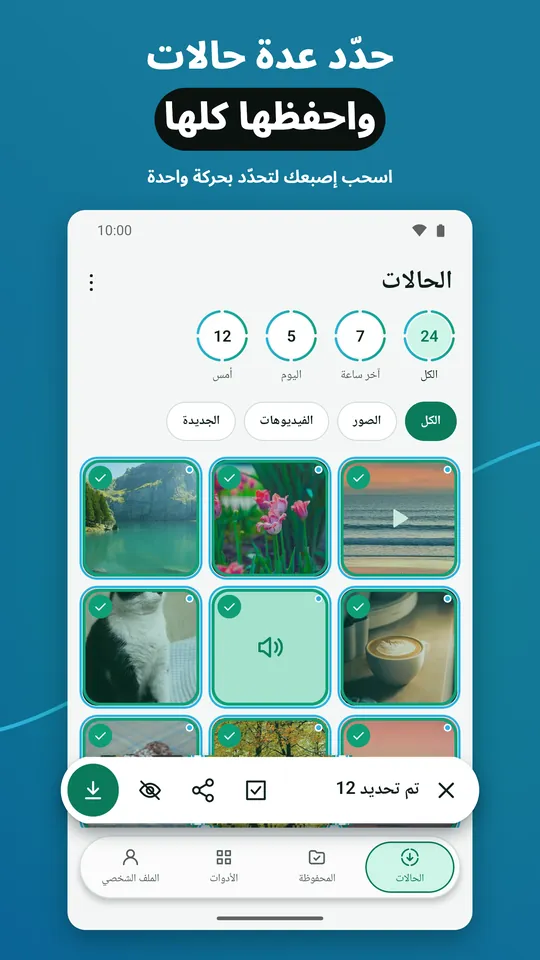 حدّد عدة حالات
واحفظها كلها
اسحب إصبعك لتحدّد بحركة واحدة
10:00
الحالات
24 7 5 12
الكل آخر ساعة اليوم أمس
الكل الصور الفيديوهات الجديدة
تم تحديد 12
الحالات المحفوظة الأدوات الملف الشخصي